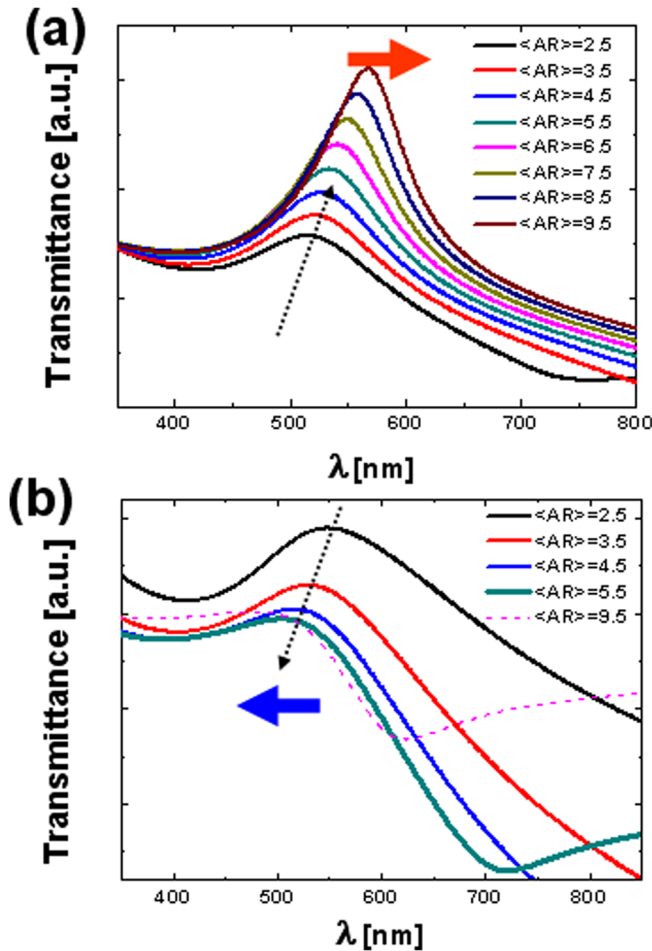 (a)
<AR>=2.5
<AR>=3.5
<AR>=4.5
<AR>=5.5
<AR>=6.5
<AR>=7.5
<AR>=8.5
<AR>=9.5
Transmittance [a.u.]
400 500 600 700 800
λ [nm]
(b)
<AR>=2.5
<AR>=3.5
<AR>=4.5
<AR>=5.5
<AR>=9.5
Transmittance [a.u.]
400 500 600 700 800
λ [nm]